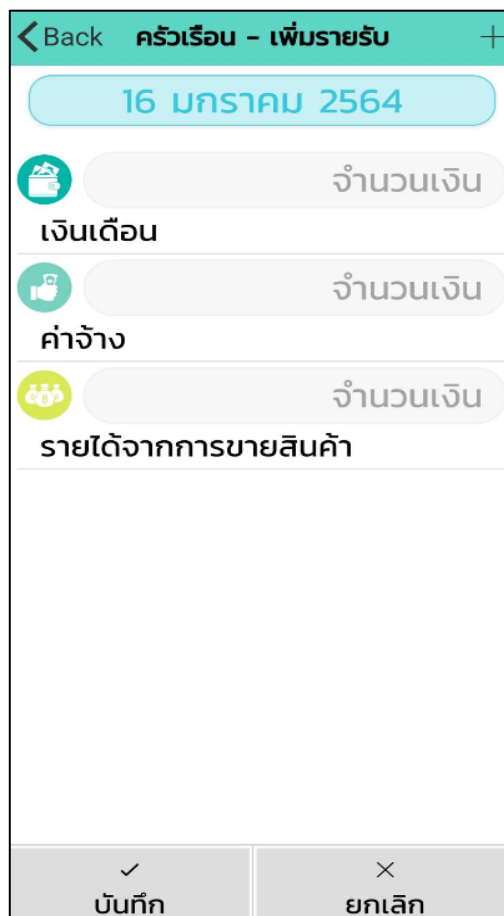 Back ครัวเรือน - เพิ่มรายรับ +
16 มกราคม 2564
จำนวนเงิน
เงินเดือน
จำนวนเงิน
ค่าจ้าง
จำนวนเงิน
รายได้จากการขายสินค้า
บันทึก ยกเลิก